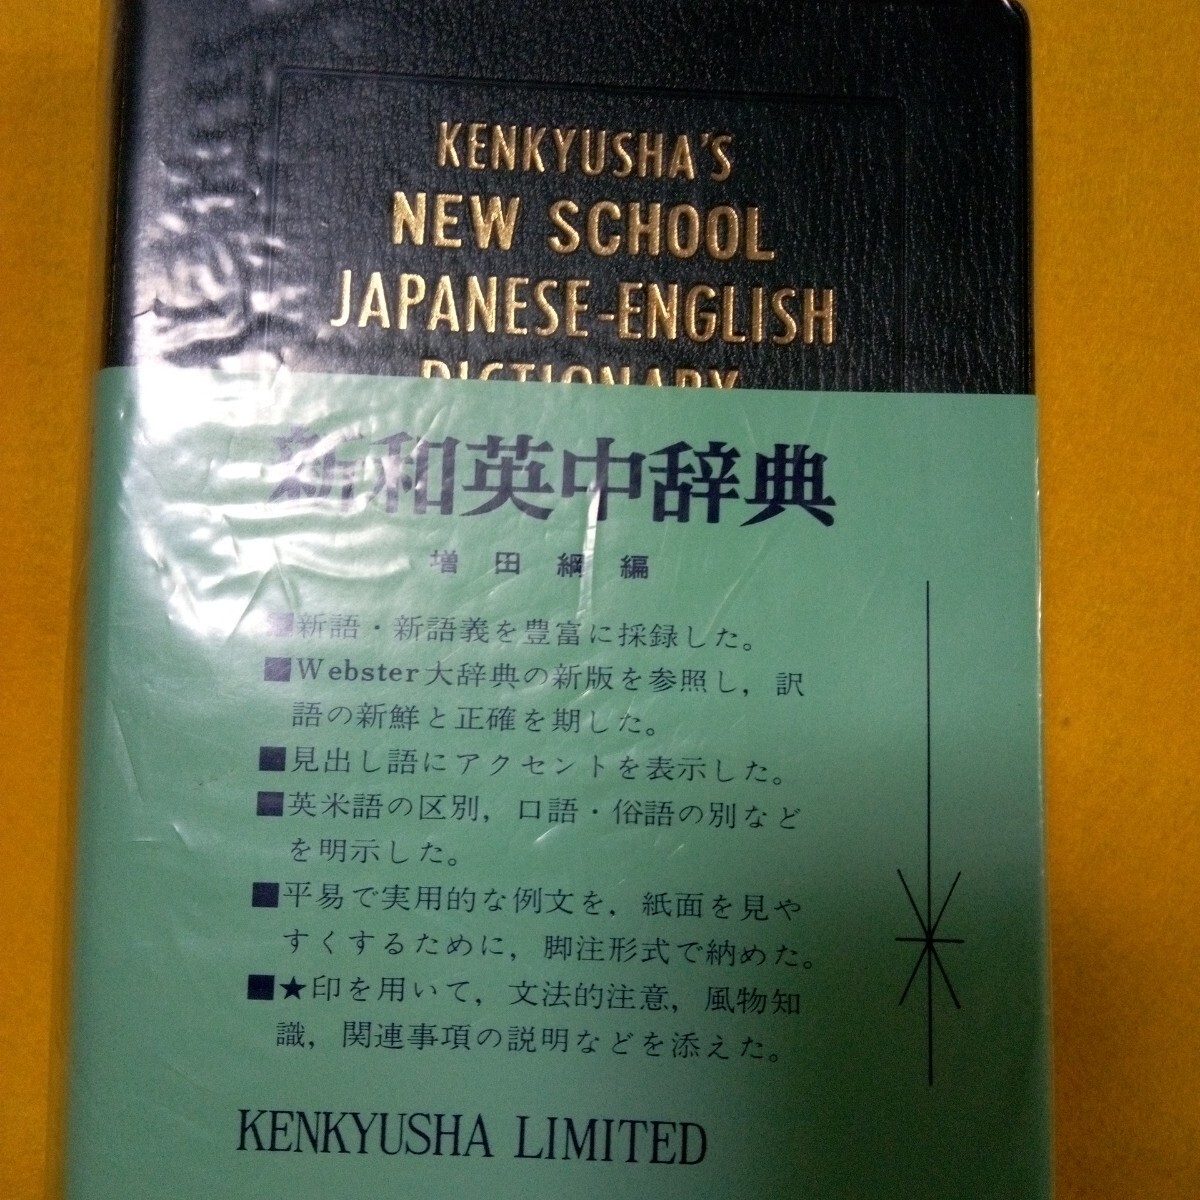 KENKYUSHA'S
NEW SCHOOL
JAPANESE-ENGLISH
DICTIONARY
新和英中辞典
増田綱編
■新語・新語義を豊富に採録した。
■Webster大辞典の新版を参照し，訳
語の新鮮と正確を期した。
■見出し語にアクセントを表示した。
■英米語の区別，口語・俗語の別など
を明示した。
■平易で実用的な例文を，紙面を見や
すくするために，脚注形式で納めた。
■★印を用いて，文法的注意，風物知
識，関連事項の説明などを添えた。
KENKYUSHA LIMITED